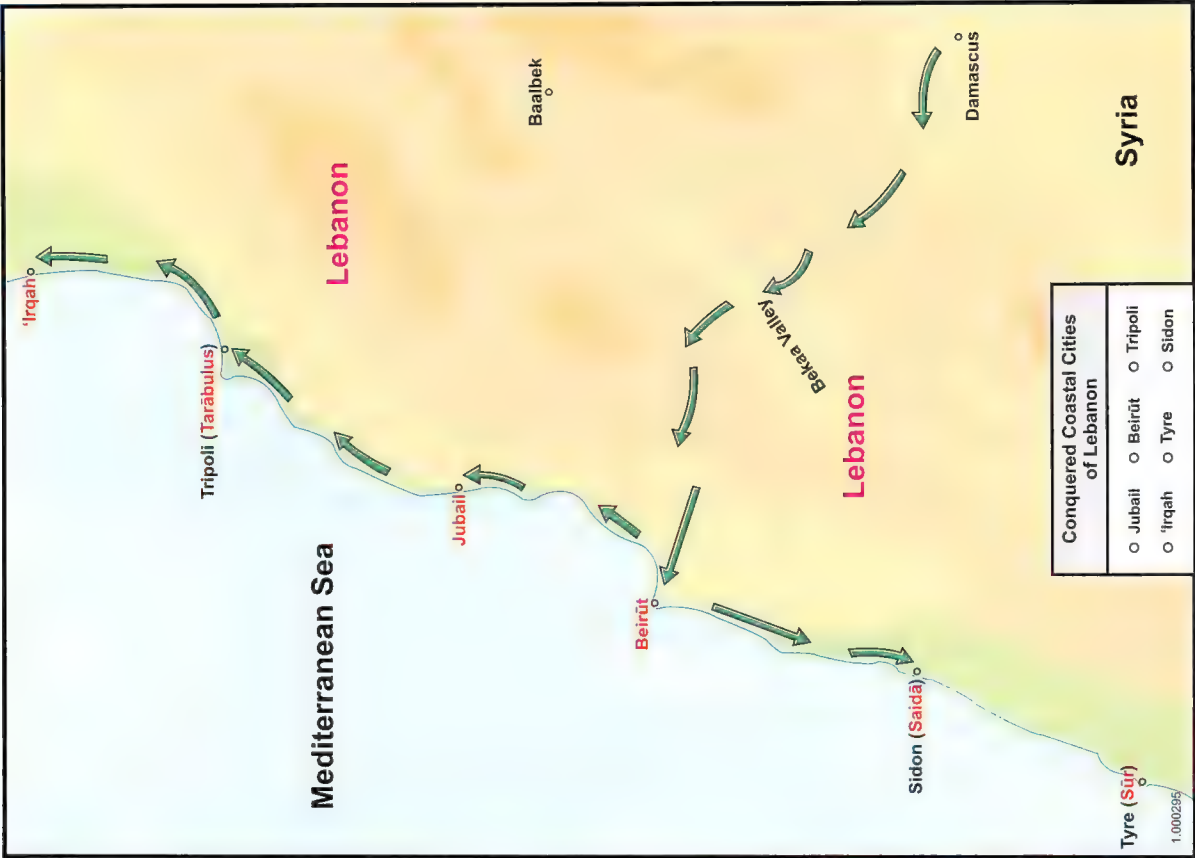 'Irqah
Tripoli (Tarābulus)
Jubail
Mediterranean Sea
Beirūt
Sidon (Saidā)
Tyre (Sūr)
1.000295
Lebanon
Baalbek
Bekaa Valley
Lebanon
Damascus
Syria
Conquered Coastal Cities
of Lebanon
Jubail Beirūt Tripoli
'Irqah Tyre Sidon